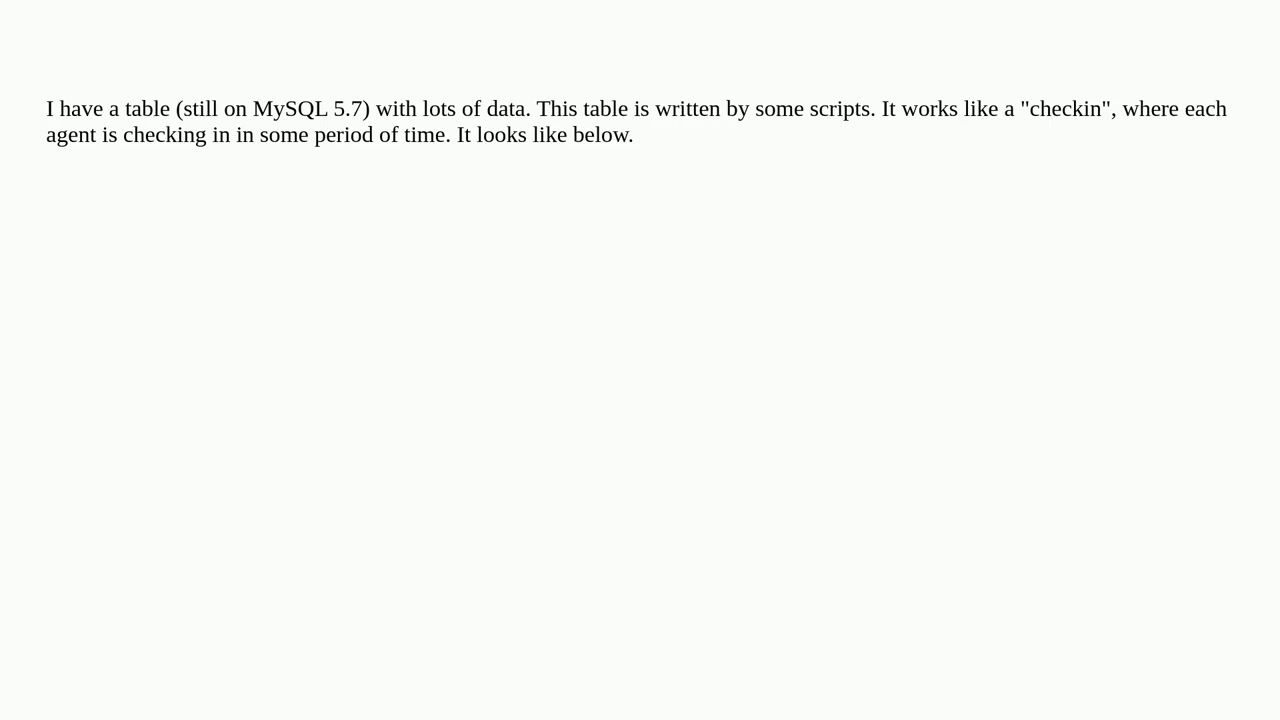 I have a table (still on MySQL 5.7) with lots of data. This table is written by some scripts. It works like a "checkin", where each
agent is checking in in some period of time. It looks like below.